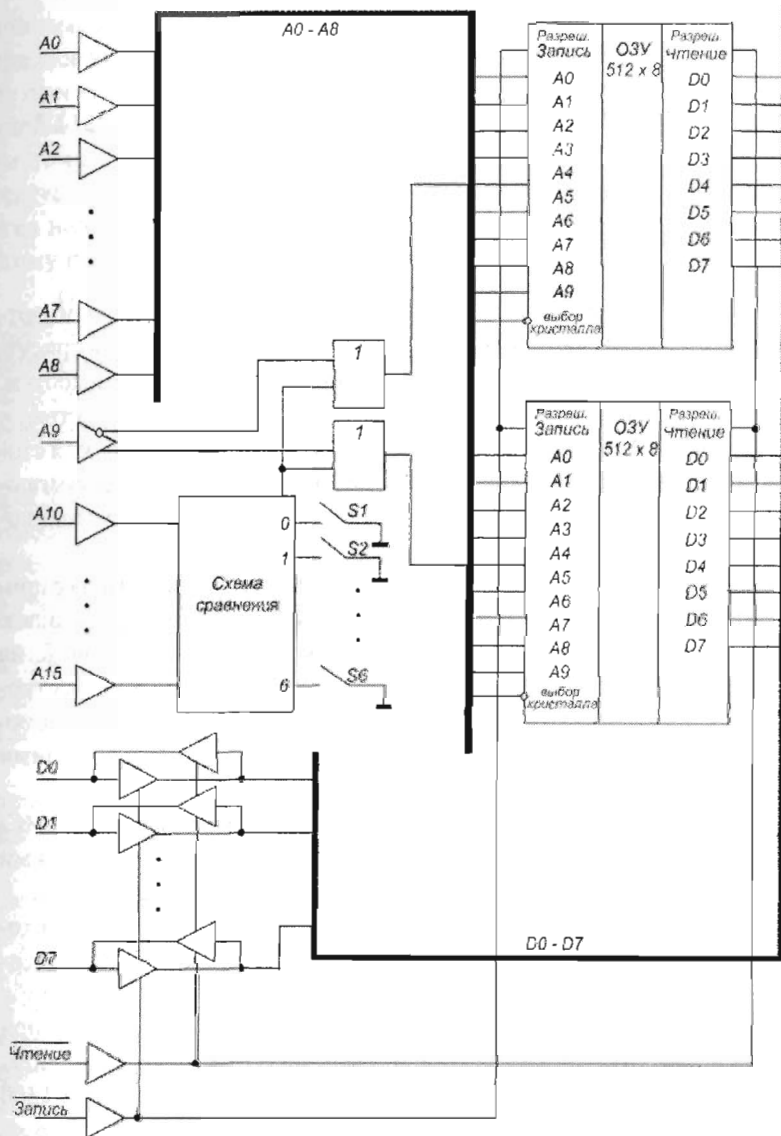 A0 - A8
A0
A1
A2
A7
A8
A9
A10
A15
1
1
Схема
сравнения
0
1
6
S1
S2
S6
Разреш.
Запись
ОЗУ
512 x 8
Разреш.
Чтение
A0
A1
A2
A3
A4
A5
A6
A7
A8
A9
выбор
кристалла
D0
D1
D2
D3
D4
D5
D6
D7
Разреш.
Запись
ОЗУ
512 x 8
Разреш.
Чтение
A0
A1
A2
A3
A4
A5
A6
A7
A8
A9
выбор
кристалла
D0
D1
D2
D3
D4
D5
D6
D7
D0
D1
D7
D0 - D7
Чтение
Запись